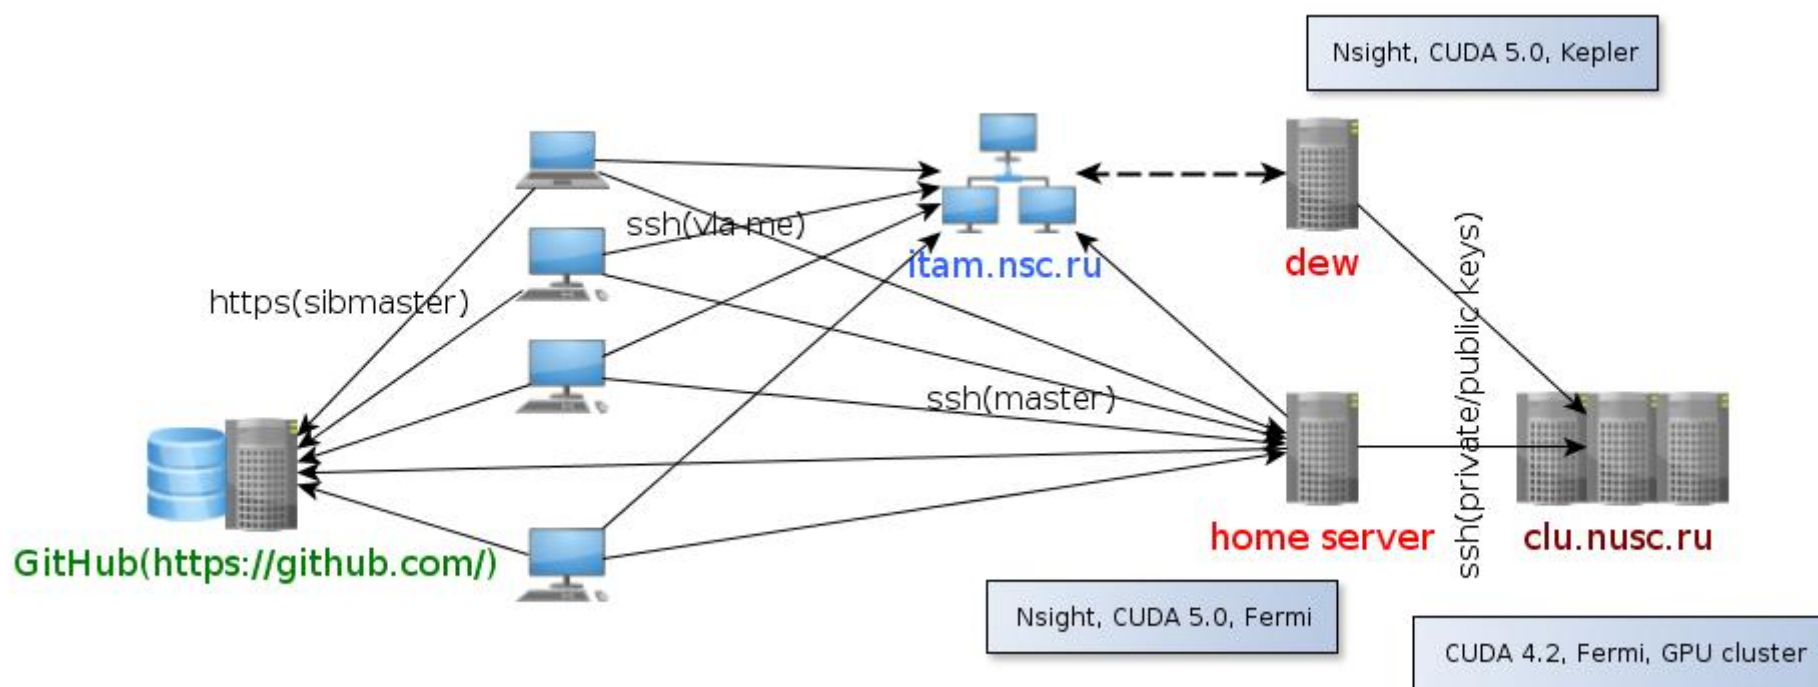 Nsight, CUDA 5.0, Kepler
ssh(vla me)
itam.nsc.ru
dew
https(sibmaster)
ssh(private/public keys)
ssh(master)
GitHub(https://github.com/)
home server
clu.nusc.ru
Nsight, CUDA 5.0, Fermi
CUDA 4.2, Fermi, GPU cluster